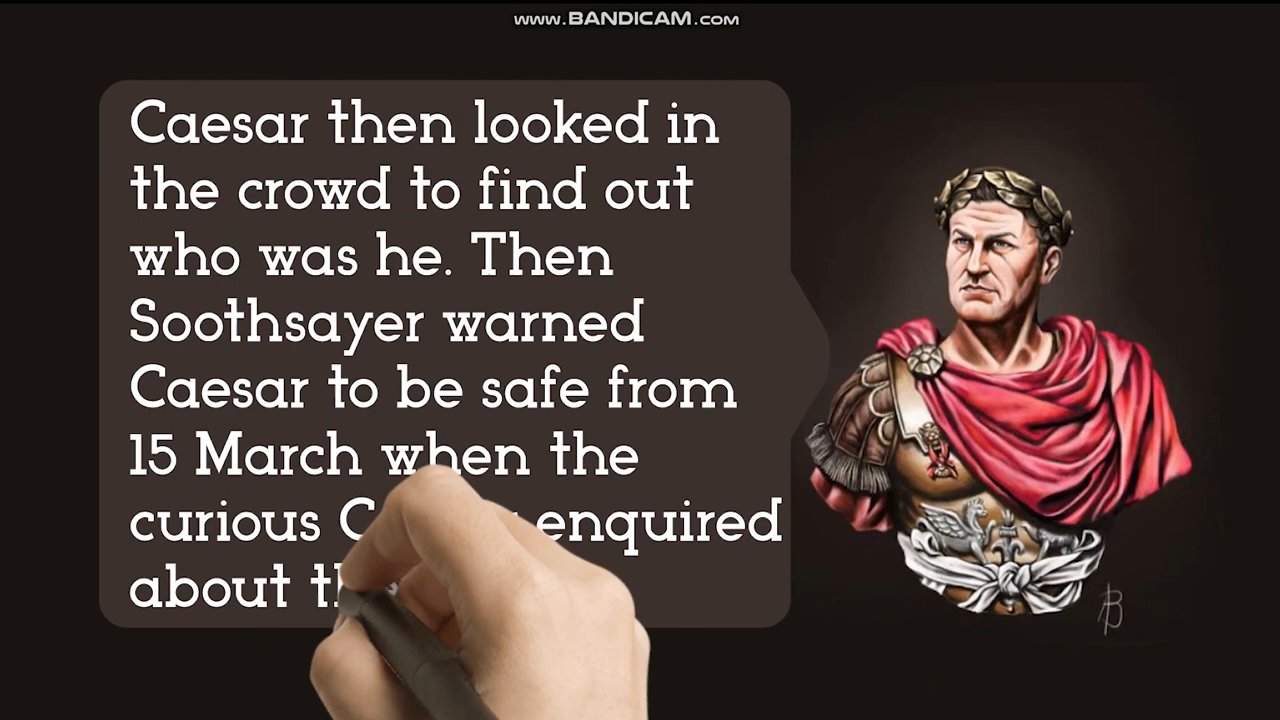 www.BANDICAM.com
Caesar then looked in
the crowd to find out
who was he. Then
Soothsayer warned
Caesar to be safe from
15 March when the
curious enquired
about